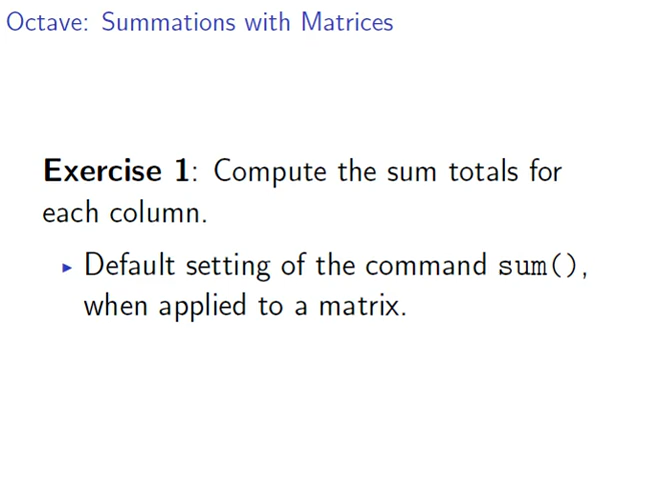 Octave: Summations with Matrices
Exercise 1: Compute the sum totals for
each column.
▶ Default setting of the command sum(),
when applied to a matrix.